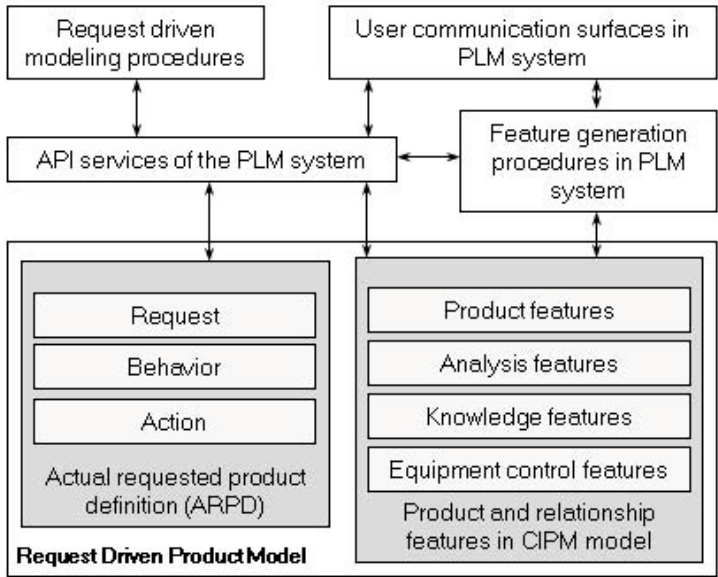 Request driven
modeling procedures
User communication surfaces in
PLM system
API services of the PLM system
Feature generation
procedures in PLM
system
Request
Behavior
Action
Actual requested product
definition (ARPD)
Product features
Analysis features
Knowledge features
Equipment control features
Product and relationship
features in CIPM model
Request Driven Product Model